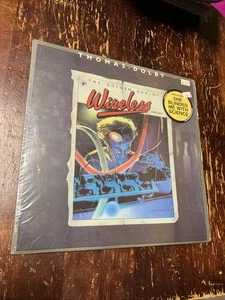 THOMAS DOLBY
THE GOLDEN AGE OF
Wireless
SHE
BLINDED
ME WITH
SCIENCE